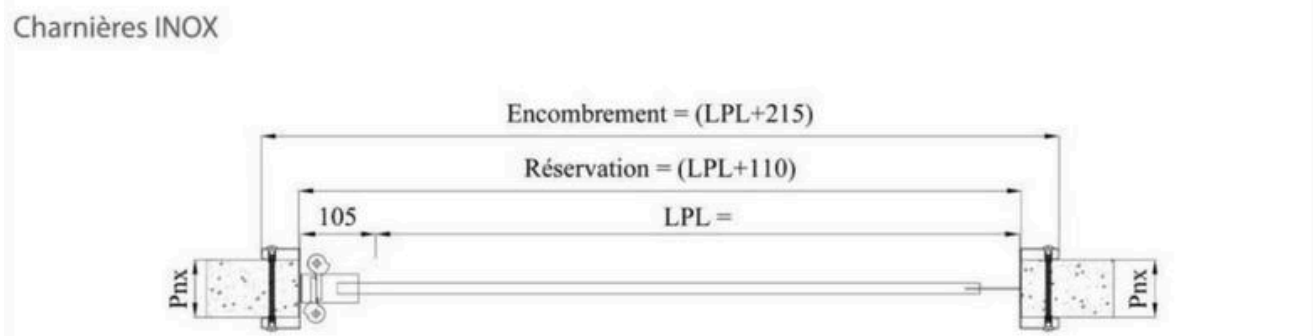 Charnières INOX
Encombrement = (LPL+215)
Réservation = (LPL+110)
105
LPL =
Pnx
Pnx